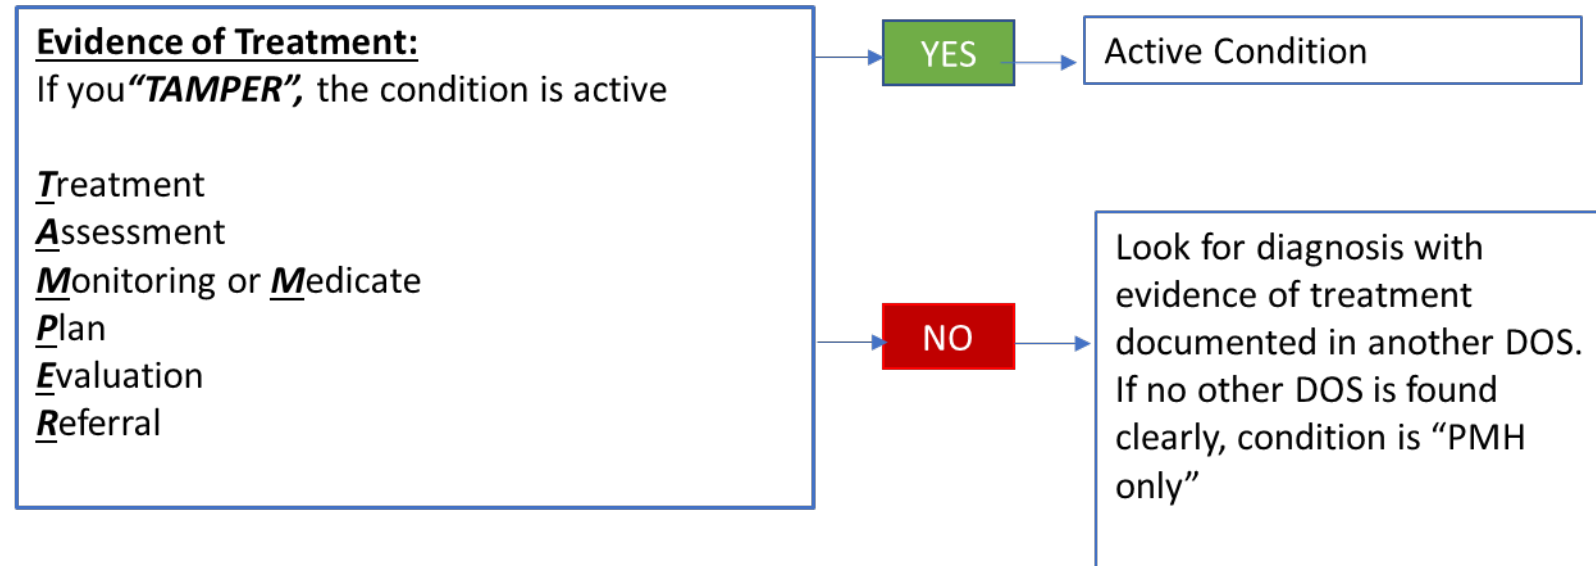 Evidence of Treatment:
If you“TAMPER”, the condition is active
Treatment
Assessment
Monitoring or Medicate
Plan
Evaluation
Referral
YES
Active Condition
NO
Look for diagnosis with
evidence of treatment
documented in another DOS.
If no other DOS is found
clearly, condition is “PMH
only”